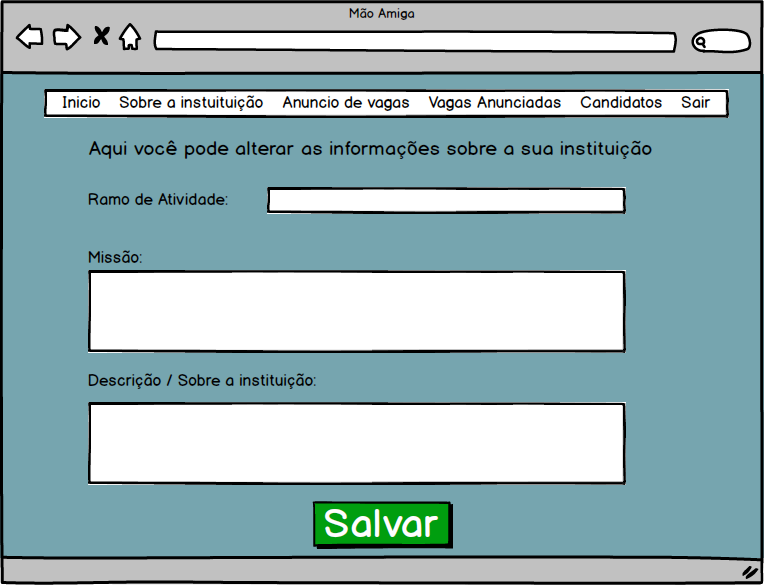 Mão Amiga
Inicio Sobre a instuituição Anuncio de vagas Vagas Anunciadas Candidatos Sair
Aqui você pode alterar as informações sobre a sua instituição
Ramo de Atividade:
Missão:
Descrição / Sobre a instituição:
Salvar